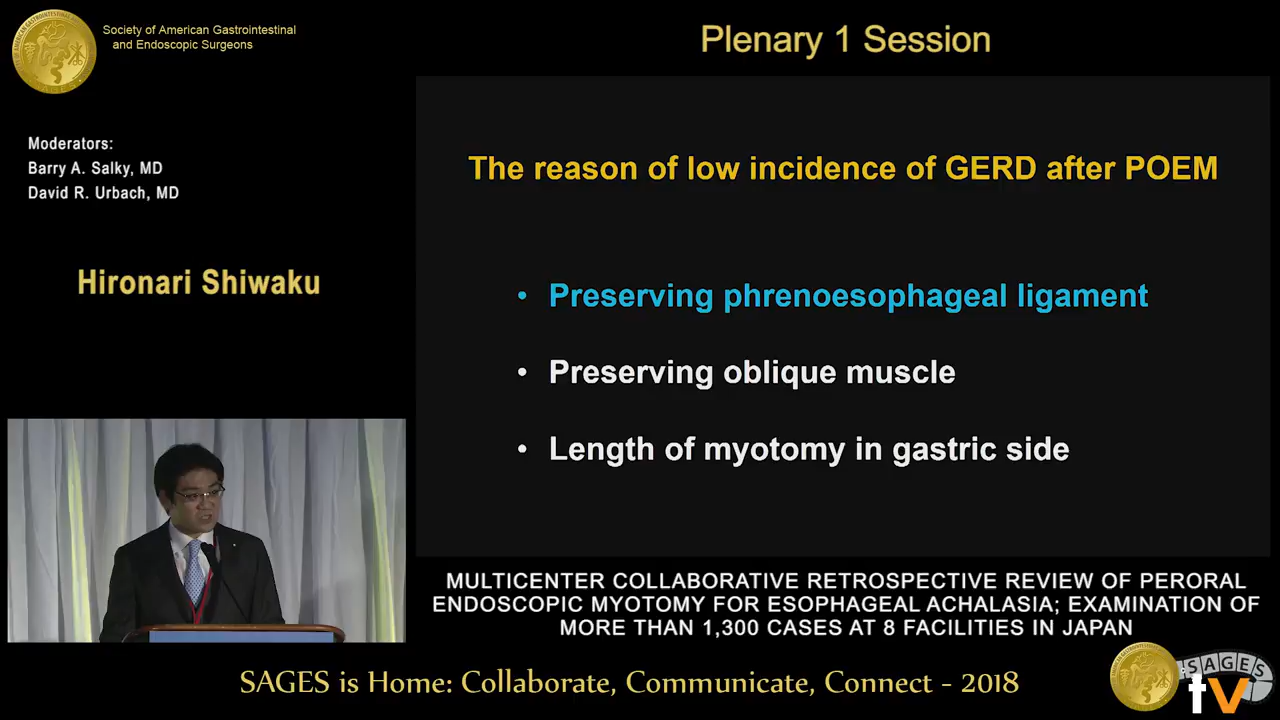 Society of American Gastrointestinal
and Endoscopic Surgeons
Plenary 1 Session
Moderators:
Barry A. Salky, MD
David R. Urbach, MD
Hironari Shiwaku
The reason of low incidence of GERD after POEM
• Preserving phrenoesophageal ligament
• Preserving oblique muscle
• Length of myotomy in gastric side
MULTICENTER COLLABORATIVE RETROSPECTIVE REVIEW OF PERORAL
ENDOSCOPIC MYOTOMY FOR ESOPHAGEAL ACHALASIA; EXAMINATION OF
MORE THAN 1,300 CASES AT 8 FACILITIES IN JAPAN
SAGES is Home: Collaborate, Communicate, Connect - 2018
SAGES
tv